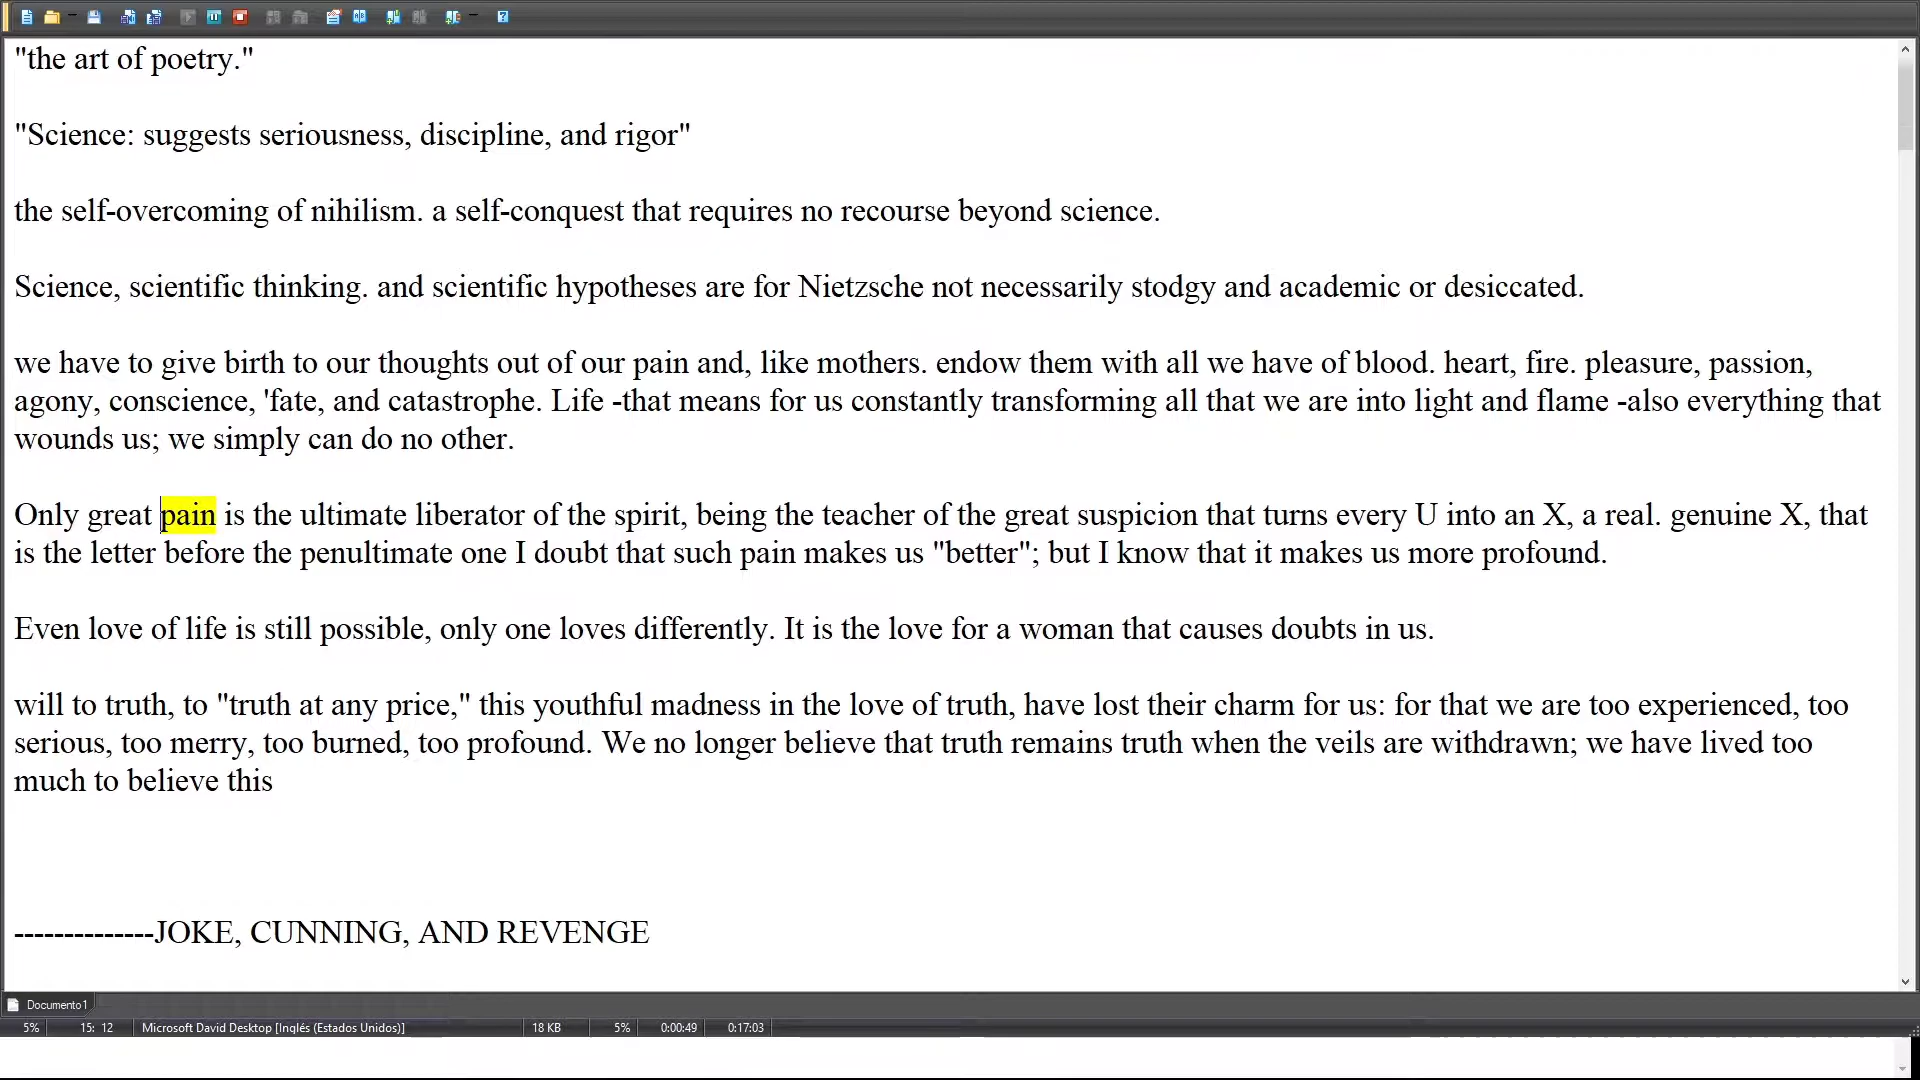 "the art of poetry."
"Science: suggests seriousness, discipline, and rigor"
the self-overcoming of nihilism. a self-conquest that requires no recourse beyond science.
Science, scientific thinking. and scientific hypotheses are for Nietzsche not necessarily stodgy and academic or desiccated.
we have to give birth to our thoughts out of our pain and, like mothers. endow them with all we have of blood. heart, fire. pleasure, passion,
agony, conscience, 'fate, and catastrophe. Life -that means for us constantly transforming all that we are into light and flame -also everything that
wounds us; we simply can do no other.
Only great pain is the ultimate liberator of the spirit, being the teacher of the great suspicion that turns every U into an X, a real. genuine X, that
is the letter before the penultimate one I doubt that such pain makes us "better"; but I know that it makes us more profound.
Even love of life is still possible, only one loves differently. It is the love for a woman that causes doubts in us.
will to truth, to "truth at any price," this youthful madness in the love of truth, have lost their charm for us: for that we are too experienced, too
serious, too merry, too burned, too profound. We no longer believe that truth remains truth when the veils are withdrawn; we have lived too
much to believe this
--------------JOKE, CUNNING, AND REVENGE
Documento1
5% 15: 12 Microsoft David Desktop [Inglés (Estados Unidos)] 18 KB 5% 0:00:49 0:17:03